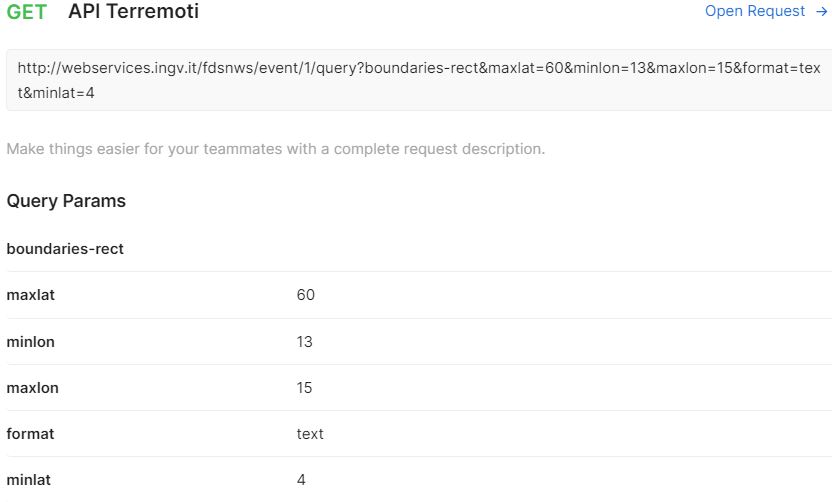 GET API Terremoti Open Request →
http://webservices.ingv.it/fdsnws/event/1/query?boundaries-rect&maxlat=60&minlon=13&maxlon=15&format=tex
t&minlat=4
Make things easier for your teammates with a complete request description.
Query Params
boundaries-rect
maxlat 60
minlon 13
maxlon 15
format text
minlat 4